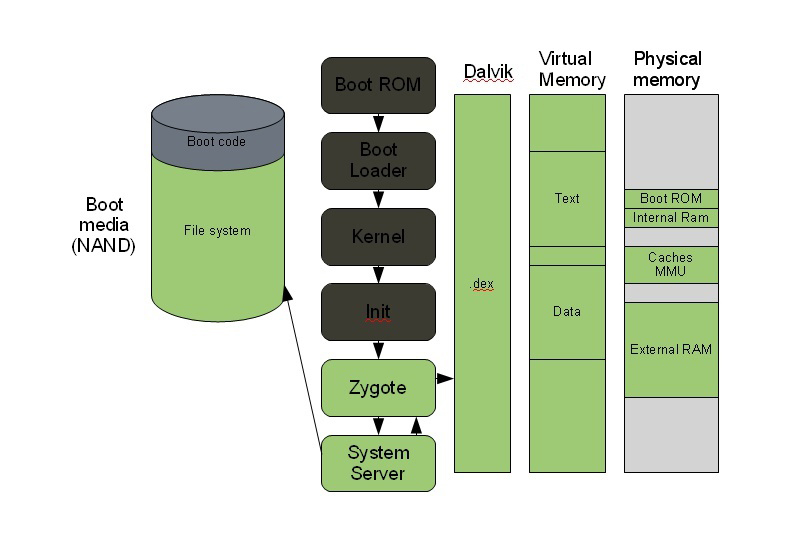 Boot
media
(NAND)
Boot code
File system
Boot ROM
Boot
Loader
Kernel
Init
Zygote
System
Server
Dalvik
.dex
Virtual
Memory
Text
Data
Physical
memory
Boot ROM
Internal Ram
Caches
MMU
External RAM